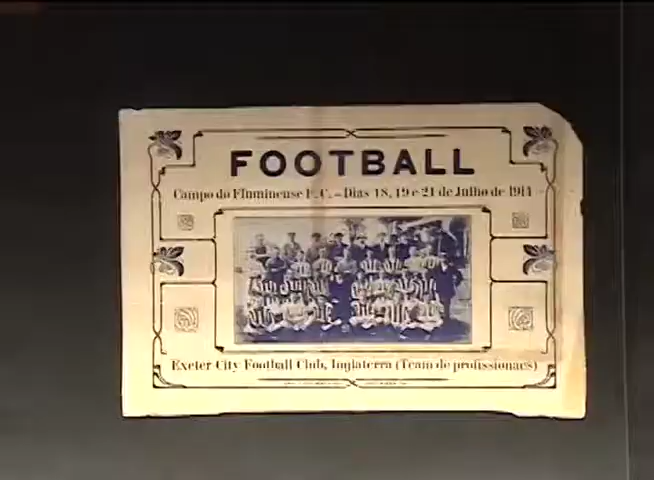 FOOTBALL
Campo do Fluminense F.C. – Dias 18, 19 e 21 de Julho de 1914
Exeter City Football Club, Inglaterra (Team de profissionaes)